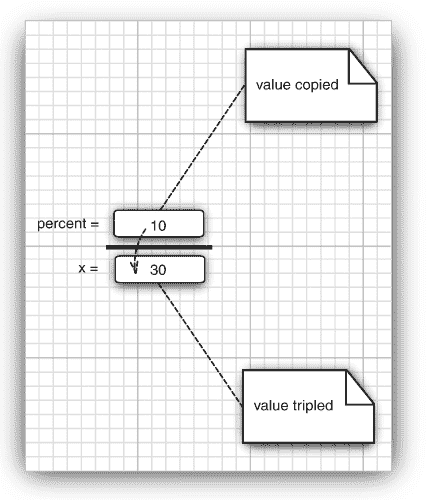 value copied
percent = 10
x = 30
value tripled